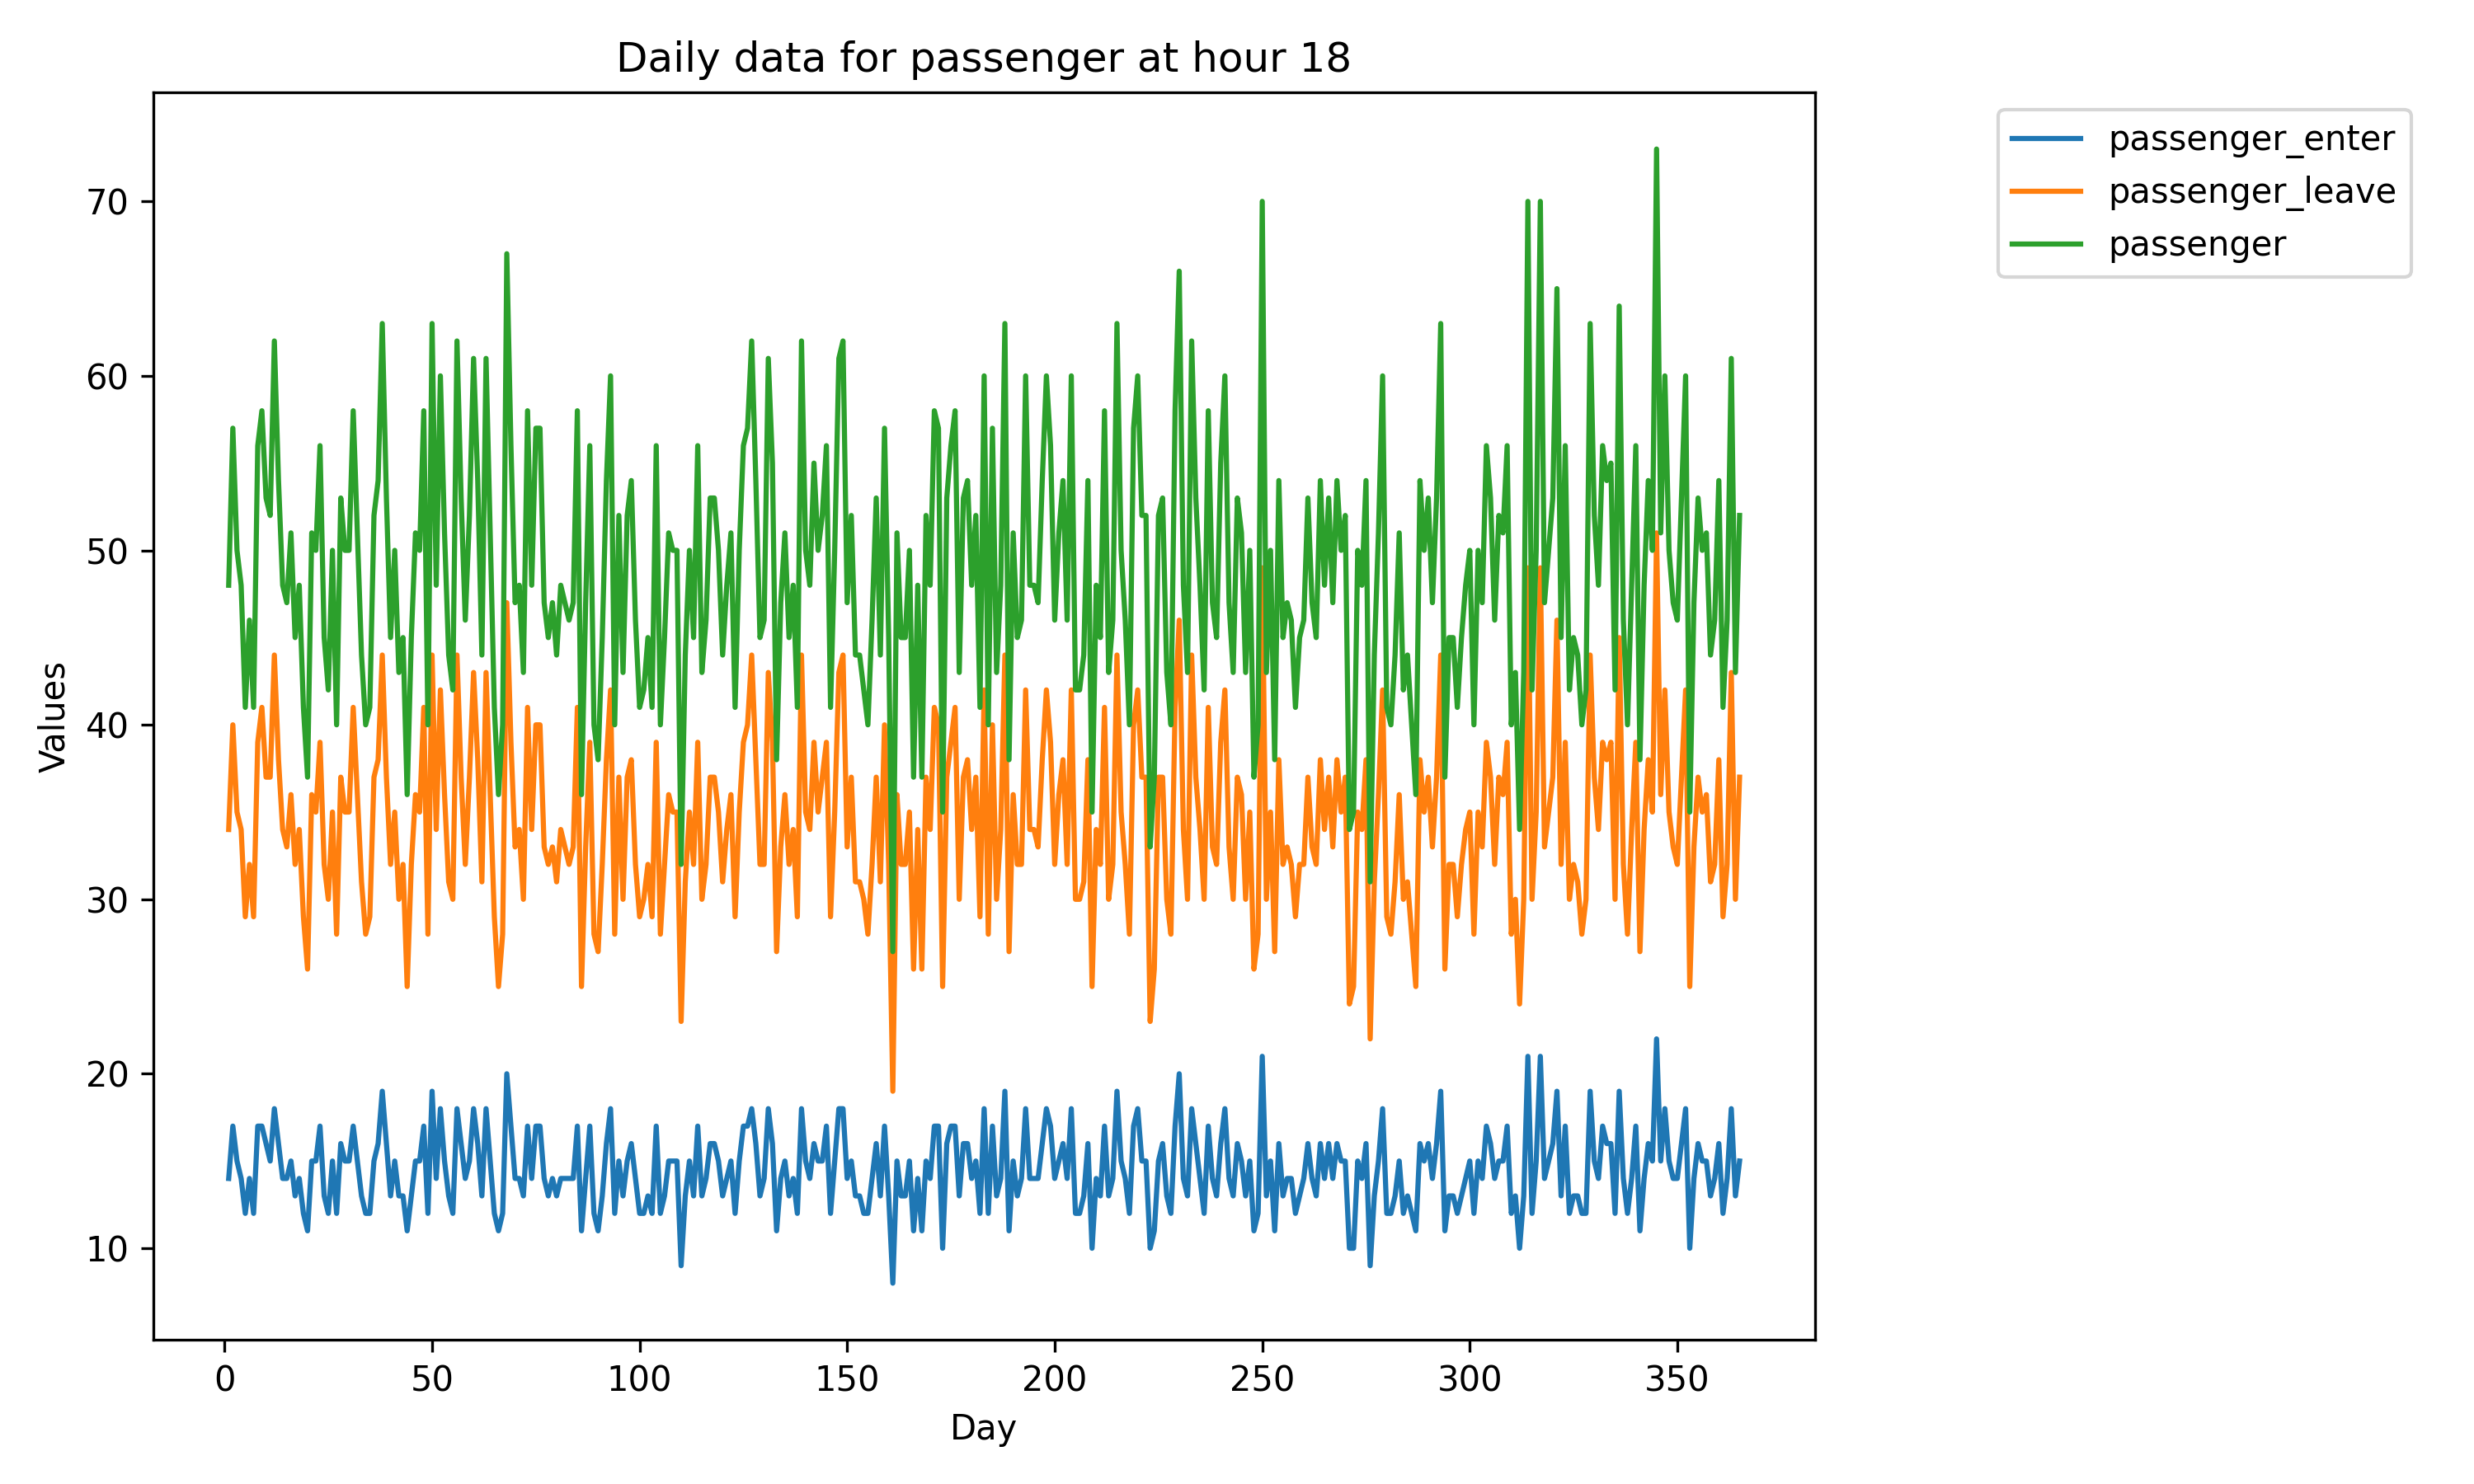 Daily data for passenger at hour 18
passenger_enter
passenger_leave
passenger
Values
70
60
50
40
30
20
10
0 50 100 150 200 250 300 350
Day